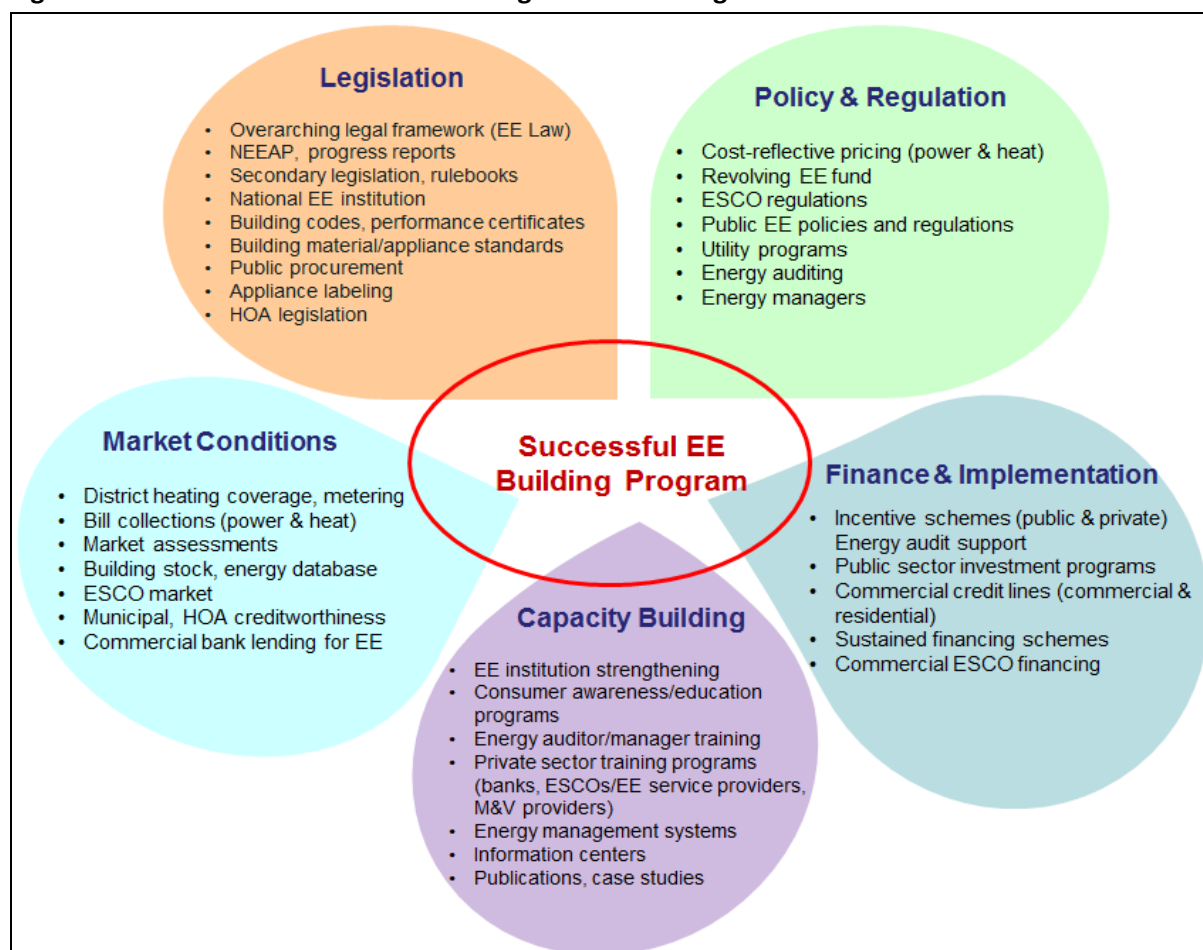 Legislation
• Overarching legal framework (EE Law)
• NEEAP, progress reports
• Secondary legislation, rulebooks
• National EE institution
• Building codes, performance certificates
• Building material/appliance standards
• Public procurement
• Appliance labeling
• HOA legislation
Policy & Regulation
• Cost-reflective pricing (power & heat)
• Revolving EE fund
• ESCO regulations
• Public EE policies and regulations
• Utility programs
• Energy auditing
• Energy managers
Market Conditions
• District heating coverage, metering
• Bill collections (power & heat)
• Market assessments
• Building stock, energy database
• ESCO market
• Municipal, HOA creditworthiness
• Commercial bank lending for EE
Successful EE
Building Program
Finance & Implementation
• Incentive schemes (public & private)
Energy audit support
• Public sector investment programs
• Commercial credit lines (commercial &
residential)
• Sustained financing schemes
• Commercial ESCO financing
Capacity Building
• EE institution strengthening
• Consumer awareness/education
programs
• Energy auditor/manager training
• Private sector training programs
(banks, ESCOs/EE service providers,
M&V providers)
• Energy management systems
• Information centers
• Publications, case studies